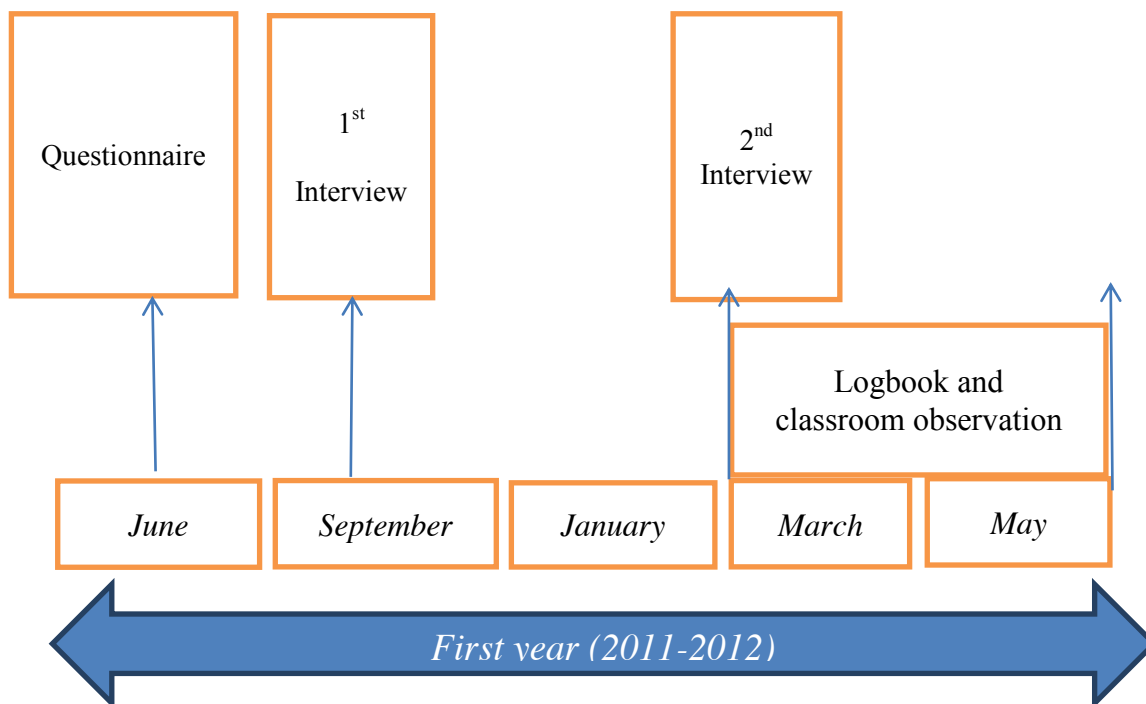 Questionnaire
1st
Interview
2nd
Interview
Logbook and
classroom observation
June
September
January
March
May
First year (2011-2012)